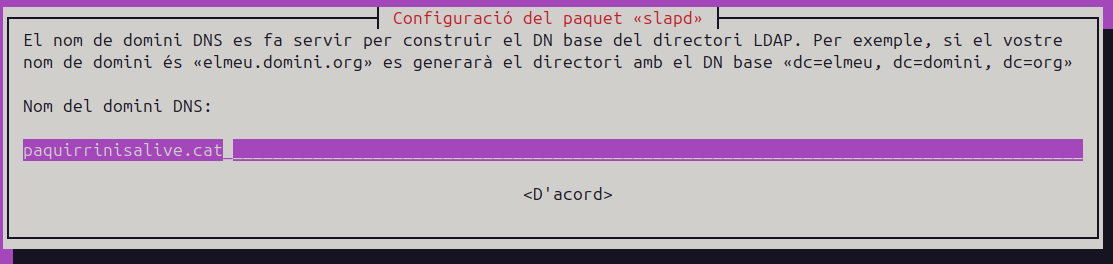 Configuració del paquet «slapd»
El nom de domini DNS es fa servir per construir el DN base del directori LDAP. Per exemple, si el vostre
nom de domini és «elmeu.domini.org» es generarà el directori amb el DN base «dc=elmeu, dc=domini, dc=org»
Nom del domini DNS:
paquirrinisalive.cat
<D'acord>